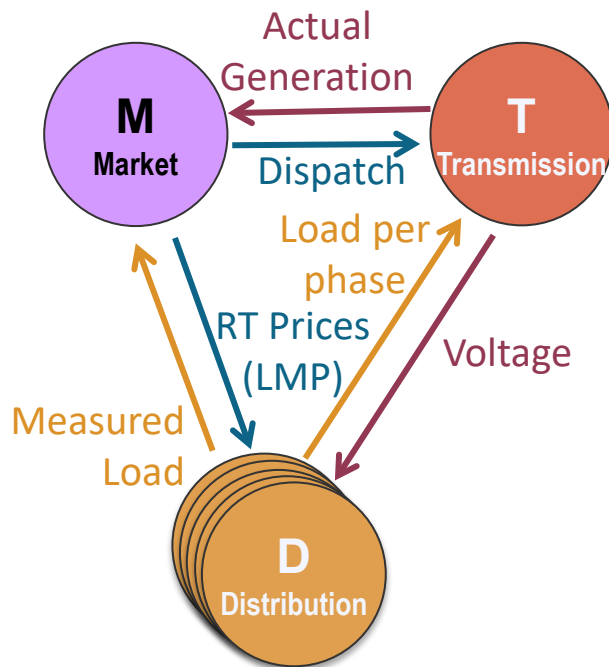 Actual
Generation
M
Market
T
Transmission
Dispatch
Load per
phase
RT Prices
(LMP)
Voltage
Measured
Load
D
Distribution